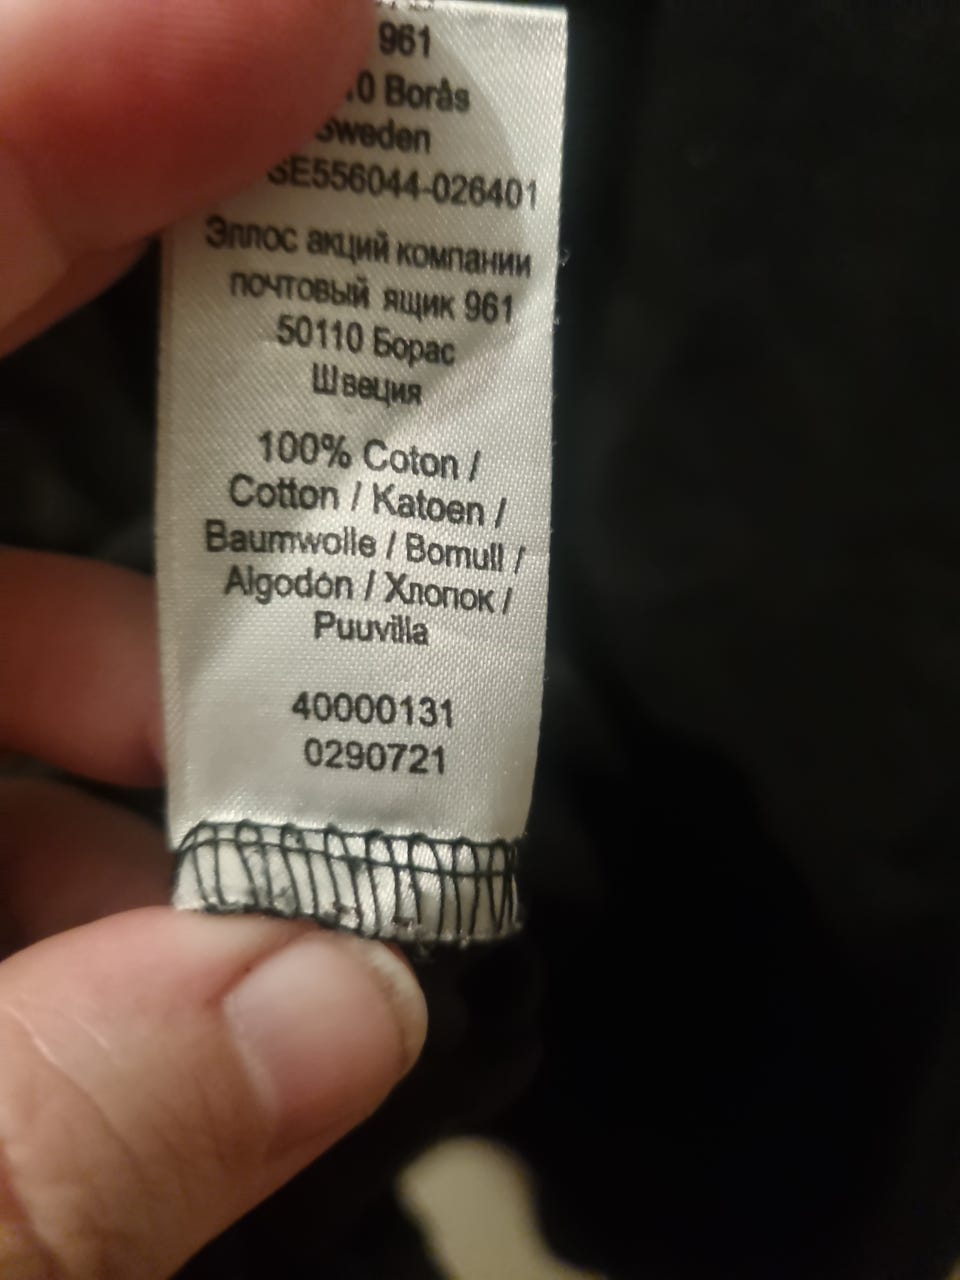 961
Borås
Sweden
SE556044-026401
Эллос акций компании
почтовый ящик 961
50110 Борас
Швеция
100% Coton /
Cotton / Katoen /
Baumwolle / Bomull /
Algodón / Хлопок /
Puuvilla
40000131
0290721